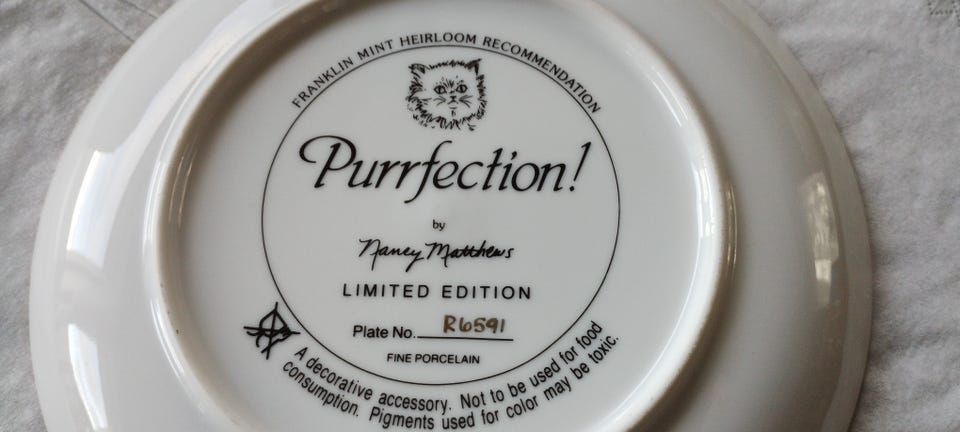 FRANKLIN MINT HEIRLOOM RECOMMENDATION
Purrfection!
by
Nancy Matthews
LIMITED EDITION
Plate No. R6591
FINE PORCELAIN
A decorative accessory. Not to be used for food
consumption. Pigments used for color may be toxic.